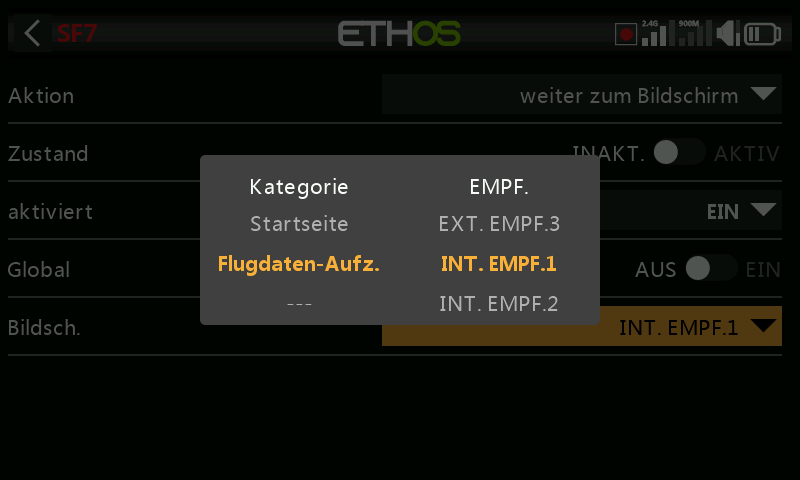 SF7 ETHOS 2.4G 900M
Aktion weiter zum Bildschirm
Zustand INAKT. AKTIV
Kategorie EMPF.
aktiviert EIN
Startseite EXT. EMPF.3
Flugdaten-Aufz. INT. EMPF.1
Global AUS EIN
--- INT. EMPF.2
Bildsch. INT. EMPF.1